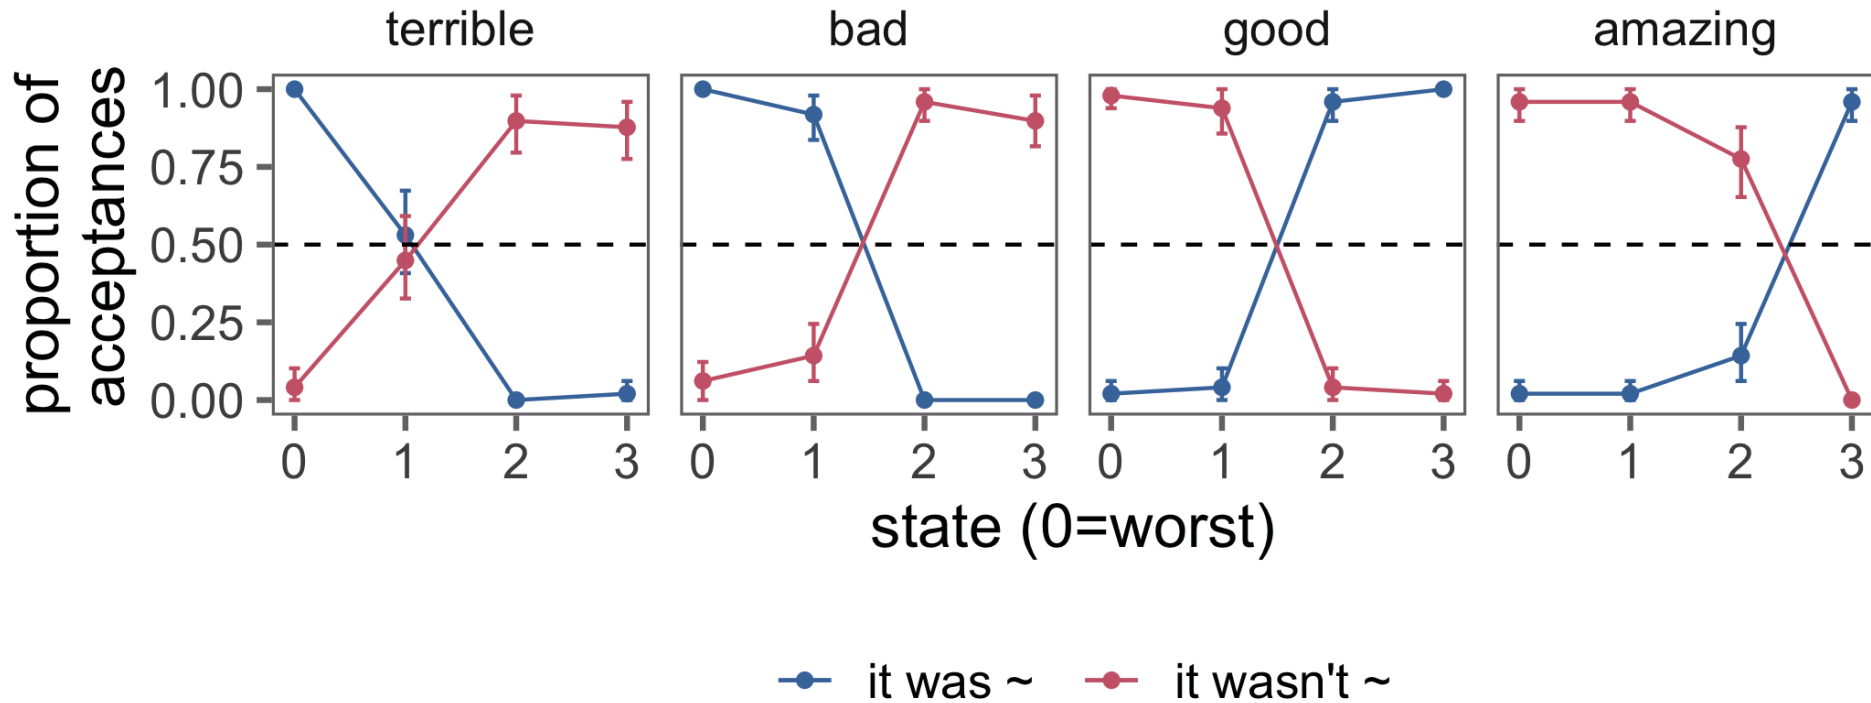 terrible
bad
good
amazing
proportion of
acceptances
1.00
0.75
0.50
0.25
0.00
0 1 2 3
0 1 2 3
0 1 2 3
0 1 2 3
state (0=worst)
it was ~
it wasn't ~